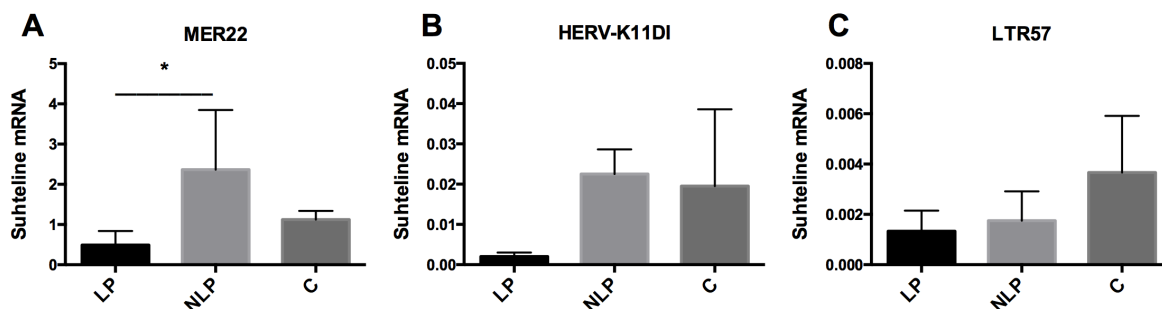 A
MER22
Suhteline mRNA
5
4
3
2
1
0
*
LP
NLP
C
B
HERV-K11DI
Suhteline mRNA
0.05
0.04
0.03
0.02
0.01
0.00
LP
NLP
C
C
LTR57
Suhteline mRNA
0.008
0.006
0.004
0.002
0.000
LP
NLP
C